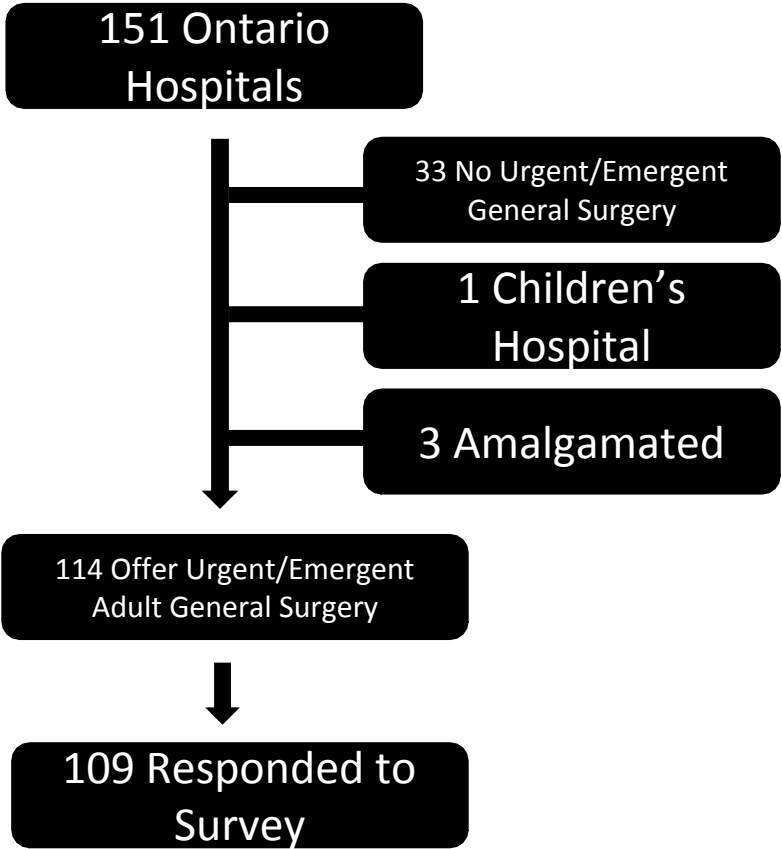 151 Ontario
Hospitals
33 No Urgent/Emergent
General Surgery
1 Children’s
Hospital
3 Amalgamated
114 Offer Urgent/Emergent
Adult General Surgery
109 Responded to
Survey